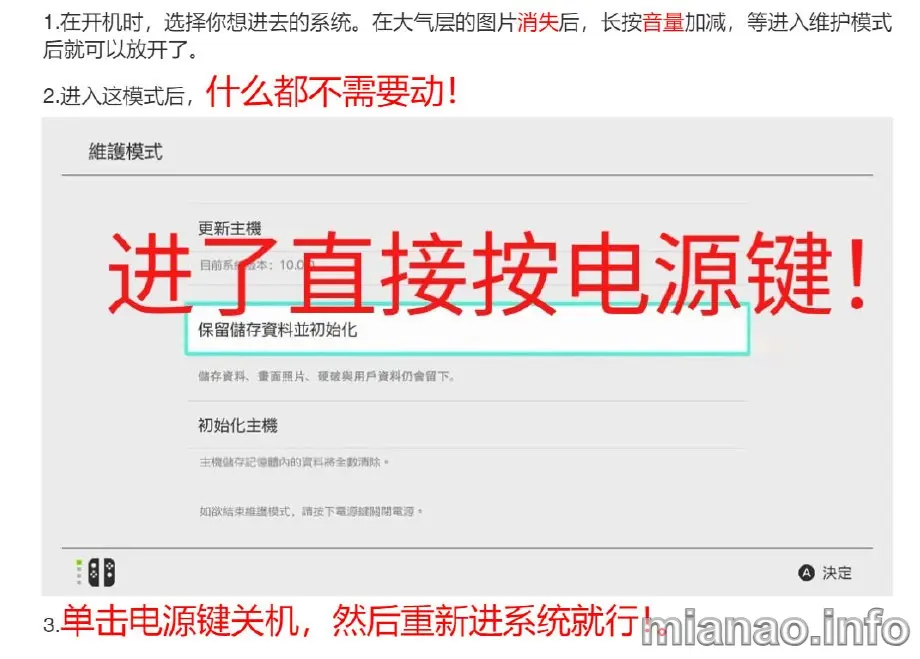 1.在开机时，选择你想进去的系统。在大气层的图片消失后，长按音量加减，等进入维护模式
后就可以放开了。
2.进入这模式后，什么都不需要动！
維護模式
更新主機
目前系統版本：10.0.0
进了直接按电源键！
保留儲存資料並初始化
儲存資料、畫面照片、硬破與用戶資料仍會留下。
初始化主機
主機儲存記憶體內的資料將全數清除。
如欲結束維護模式，請按下電源鍵關閉電源。
A 決定
3.单击电源键关机，然后重新进系统就行！。
mianao.info